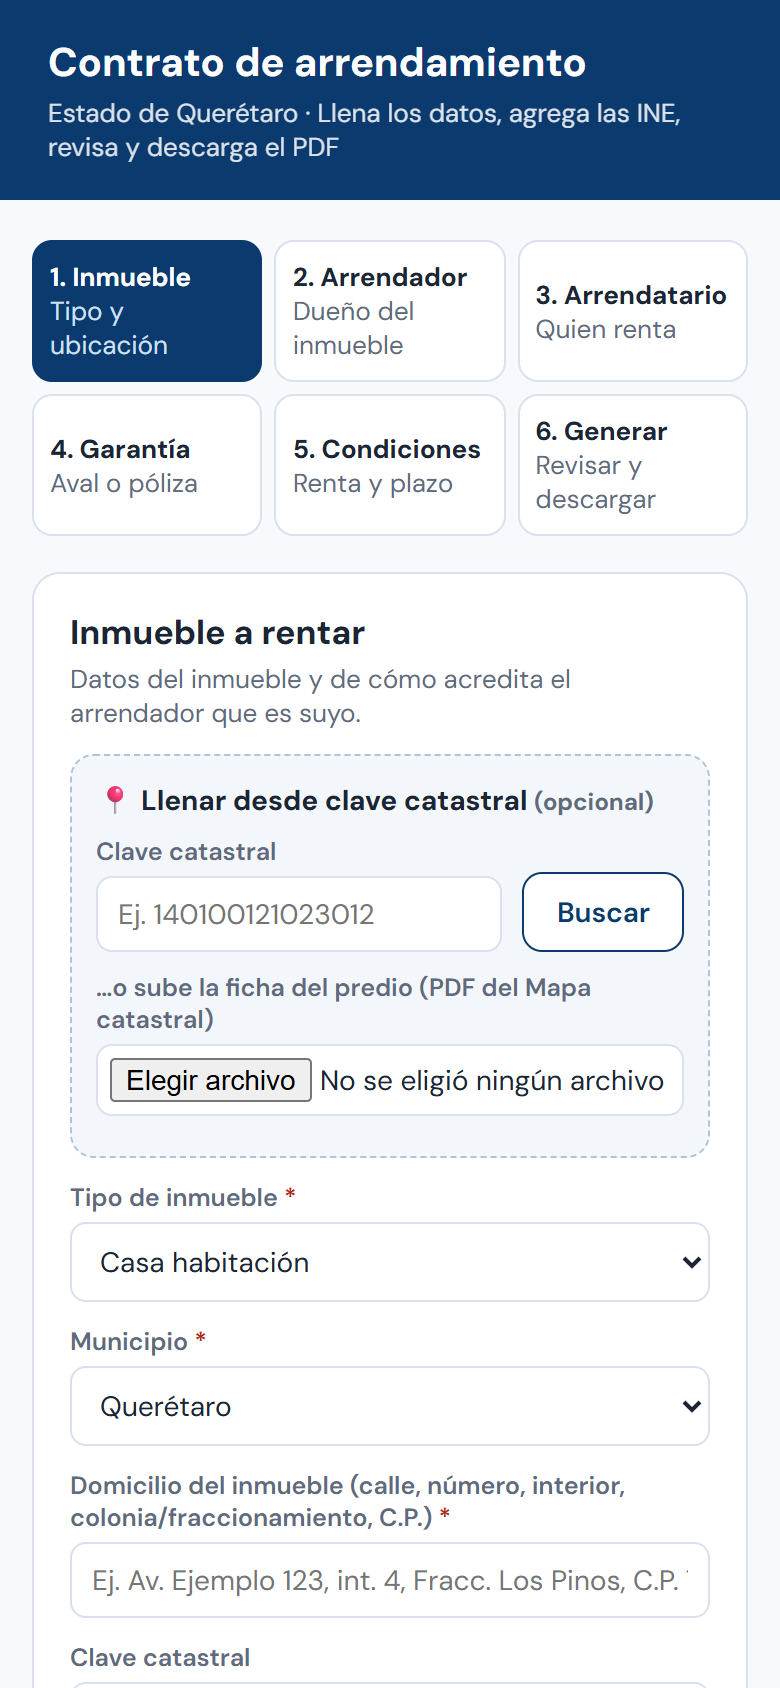 Contrato de arrendamiento
Estado de Querétaro · Llena los datos, agrega las INE,
revisa y descarga el PDF
1. Inmueble
Tipo y
ubicación
2. Arrendador
Dueño del
inmueble
3. Arrendatario
Quien renta
4. Garantía
Aval o póliza
5. Condiciones
Renta y plazo
6. Generar
Revisar y
descargar
Inmueble a rentar
Datos del inmueble y de cómo acredita el
arrendador que es suyo.
📍 Llenar desde clave catastral (opcional)
Clave catastral
Ej. 140100121023012
Buscar
…o sube la ficha del predio (PDF del Mapa
catastral)
Elegir archivo No se eligió ningún archivo
Tipo de inmueble *
Casa habitación
Municipio *
Querétaro
Domicilio del inmueble (calle, número, interior,
colonia/fraccionamiento, C.P.) *
Ej. Av. Ejemplo 123, int. 4, Fracc. Los Pinos, C.P.
Clave catastral